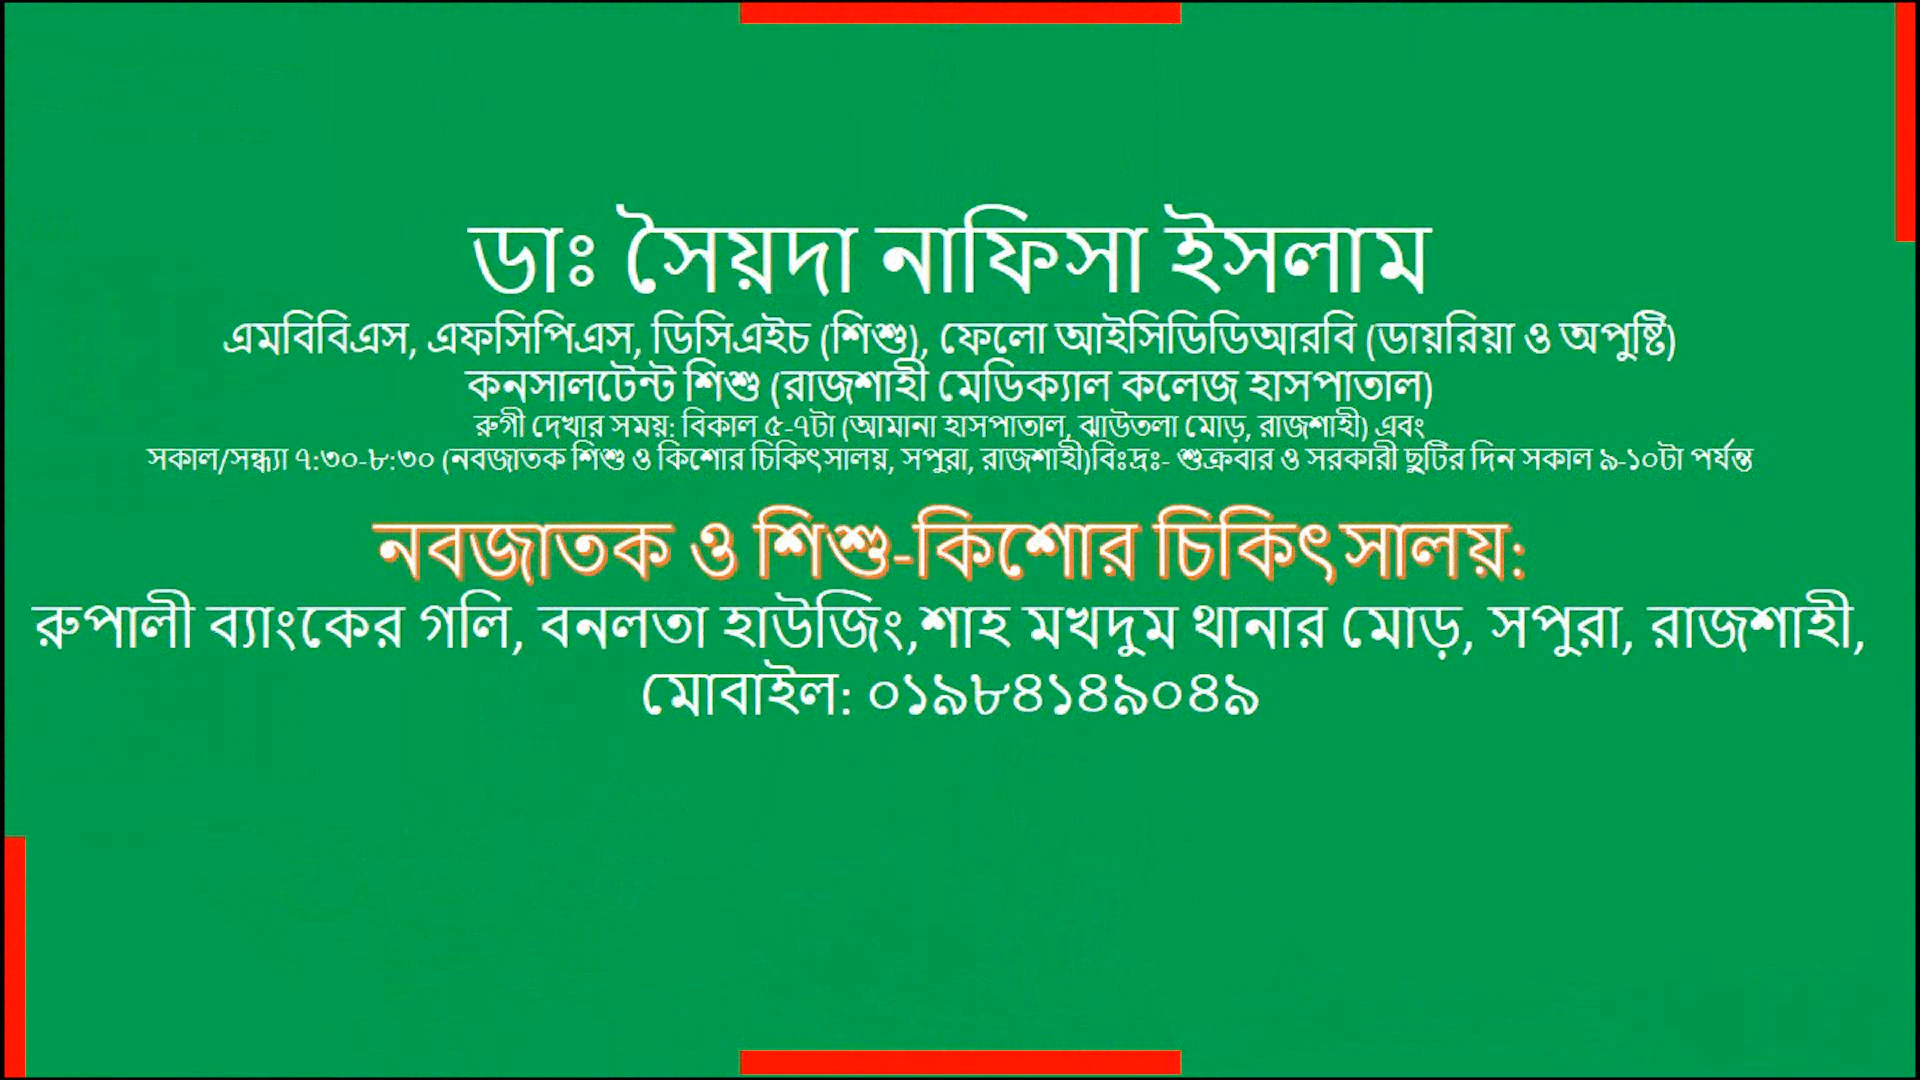 ডাঃ সৈয়দা নাফিসা ইসলাম
এমবিবিএস, এফসিপিএস, ডিসিএইচ (শিশু), ফেলো আইসিডিডিআরবি (ডায়রিয়া ও অপুষ্টি)
কনসালটেন্ট শিশু (রাজশাহী মেডিক্যাল কলেজ হাসপাতাল)
রুগী দেখার সময়: বিকাল ৫-৭টা (আমানা হাসপাতাল, ঝাউতলা মোড়, রাজশাহী) এবং
সকাল/সন্ধ্যা ৭:৩০-৮:৩০ (নবজাতক শিশু ও কিশোর চিকিৎসালয়, সপুরা, রাজশাহী)বিঃদ্রঃ- শুক্রবার ও সরকারী ছুটির দিন সকাল ৯-১০টা পর্যন্ত
নবজাতক ও শিশু-কিশোর চিকিৎসালয়:
রুপালী ব্যাংকের গলি, বনলতা হাউজিং,শাহ মখদুম থানার মোড়, সপুরা, রাজশাহী,
মোবাইল: ০১৯৮৪১৪৯০৪৯